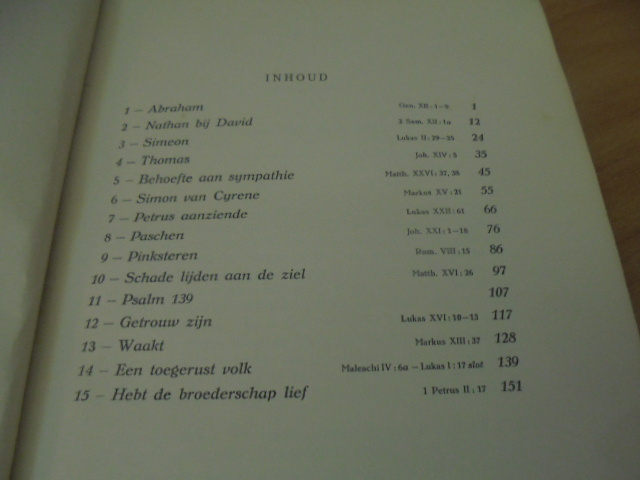 INHOUD
1 – Abraham Gen. XII : 1–9 1
2 – Nathan bij David 2 Sam. XII : 1a 12
3 – Simeon Lukas II : 29–35 24
4 – Thomas Joh. XIV : 5 35
5 – Behoefte aan sympathie Matth. XXVI : 37, 38 45
6 – Simon van Cyrene Markus XV : 21 55
7 – Petrus aanziende Lukas XXII : 61 66
8 – Paschen Joh. XXI : 1–18 76
9 – Pinksteren Rom. VIII : 15 86
10 – Schade lijden aan de ziel Matth. XVI : 26 97
11 – Psalm 139 107
12 – Getrouw zijn Lukas XVI : 10–13 117
13 – Waakt Markus XIII : 37 128
14 – Een toegerust volk Maleachi IV : 6a – Lukas I : 17 slot 139
15 – Hebt de broederschap lief 1 Petrus II : 17 151